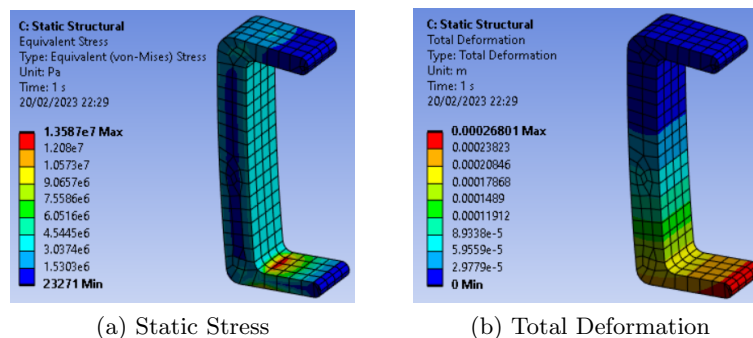 C: Static Structural
Equivalent Stress
Type: Equivalent (von-Mises) Stress
Unit: Pa
Time: 1 s
20/02/2023 22:29
1.3587e7 Max
1.208e7
1.0573e7
9.0657e6
7.5586e6
6.0516e6
4.5445e6
3.0374e6
1.5303e6
23271 Min
(a) Static Stress
C: Static Structural
Total Deformation
Type: Total Deformation
Unit: m
Time: 1 s
20/02/2023 22:29
0.00026801 Max
0.00023823
0.00020846
0.00017868
0.0001489
0.00011912
8.9338e-5
5.9559e-5
2.9779e-5
0 Min
(b) Total Deformation